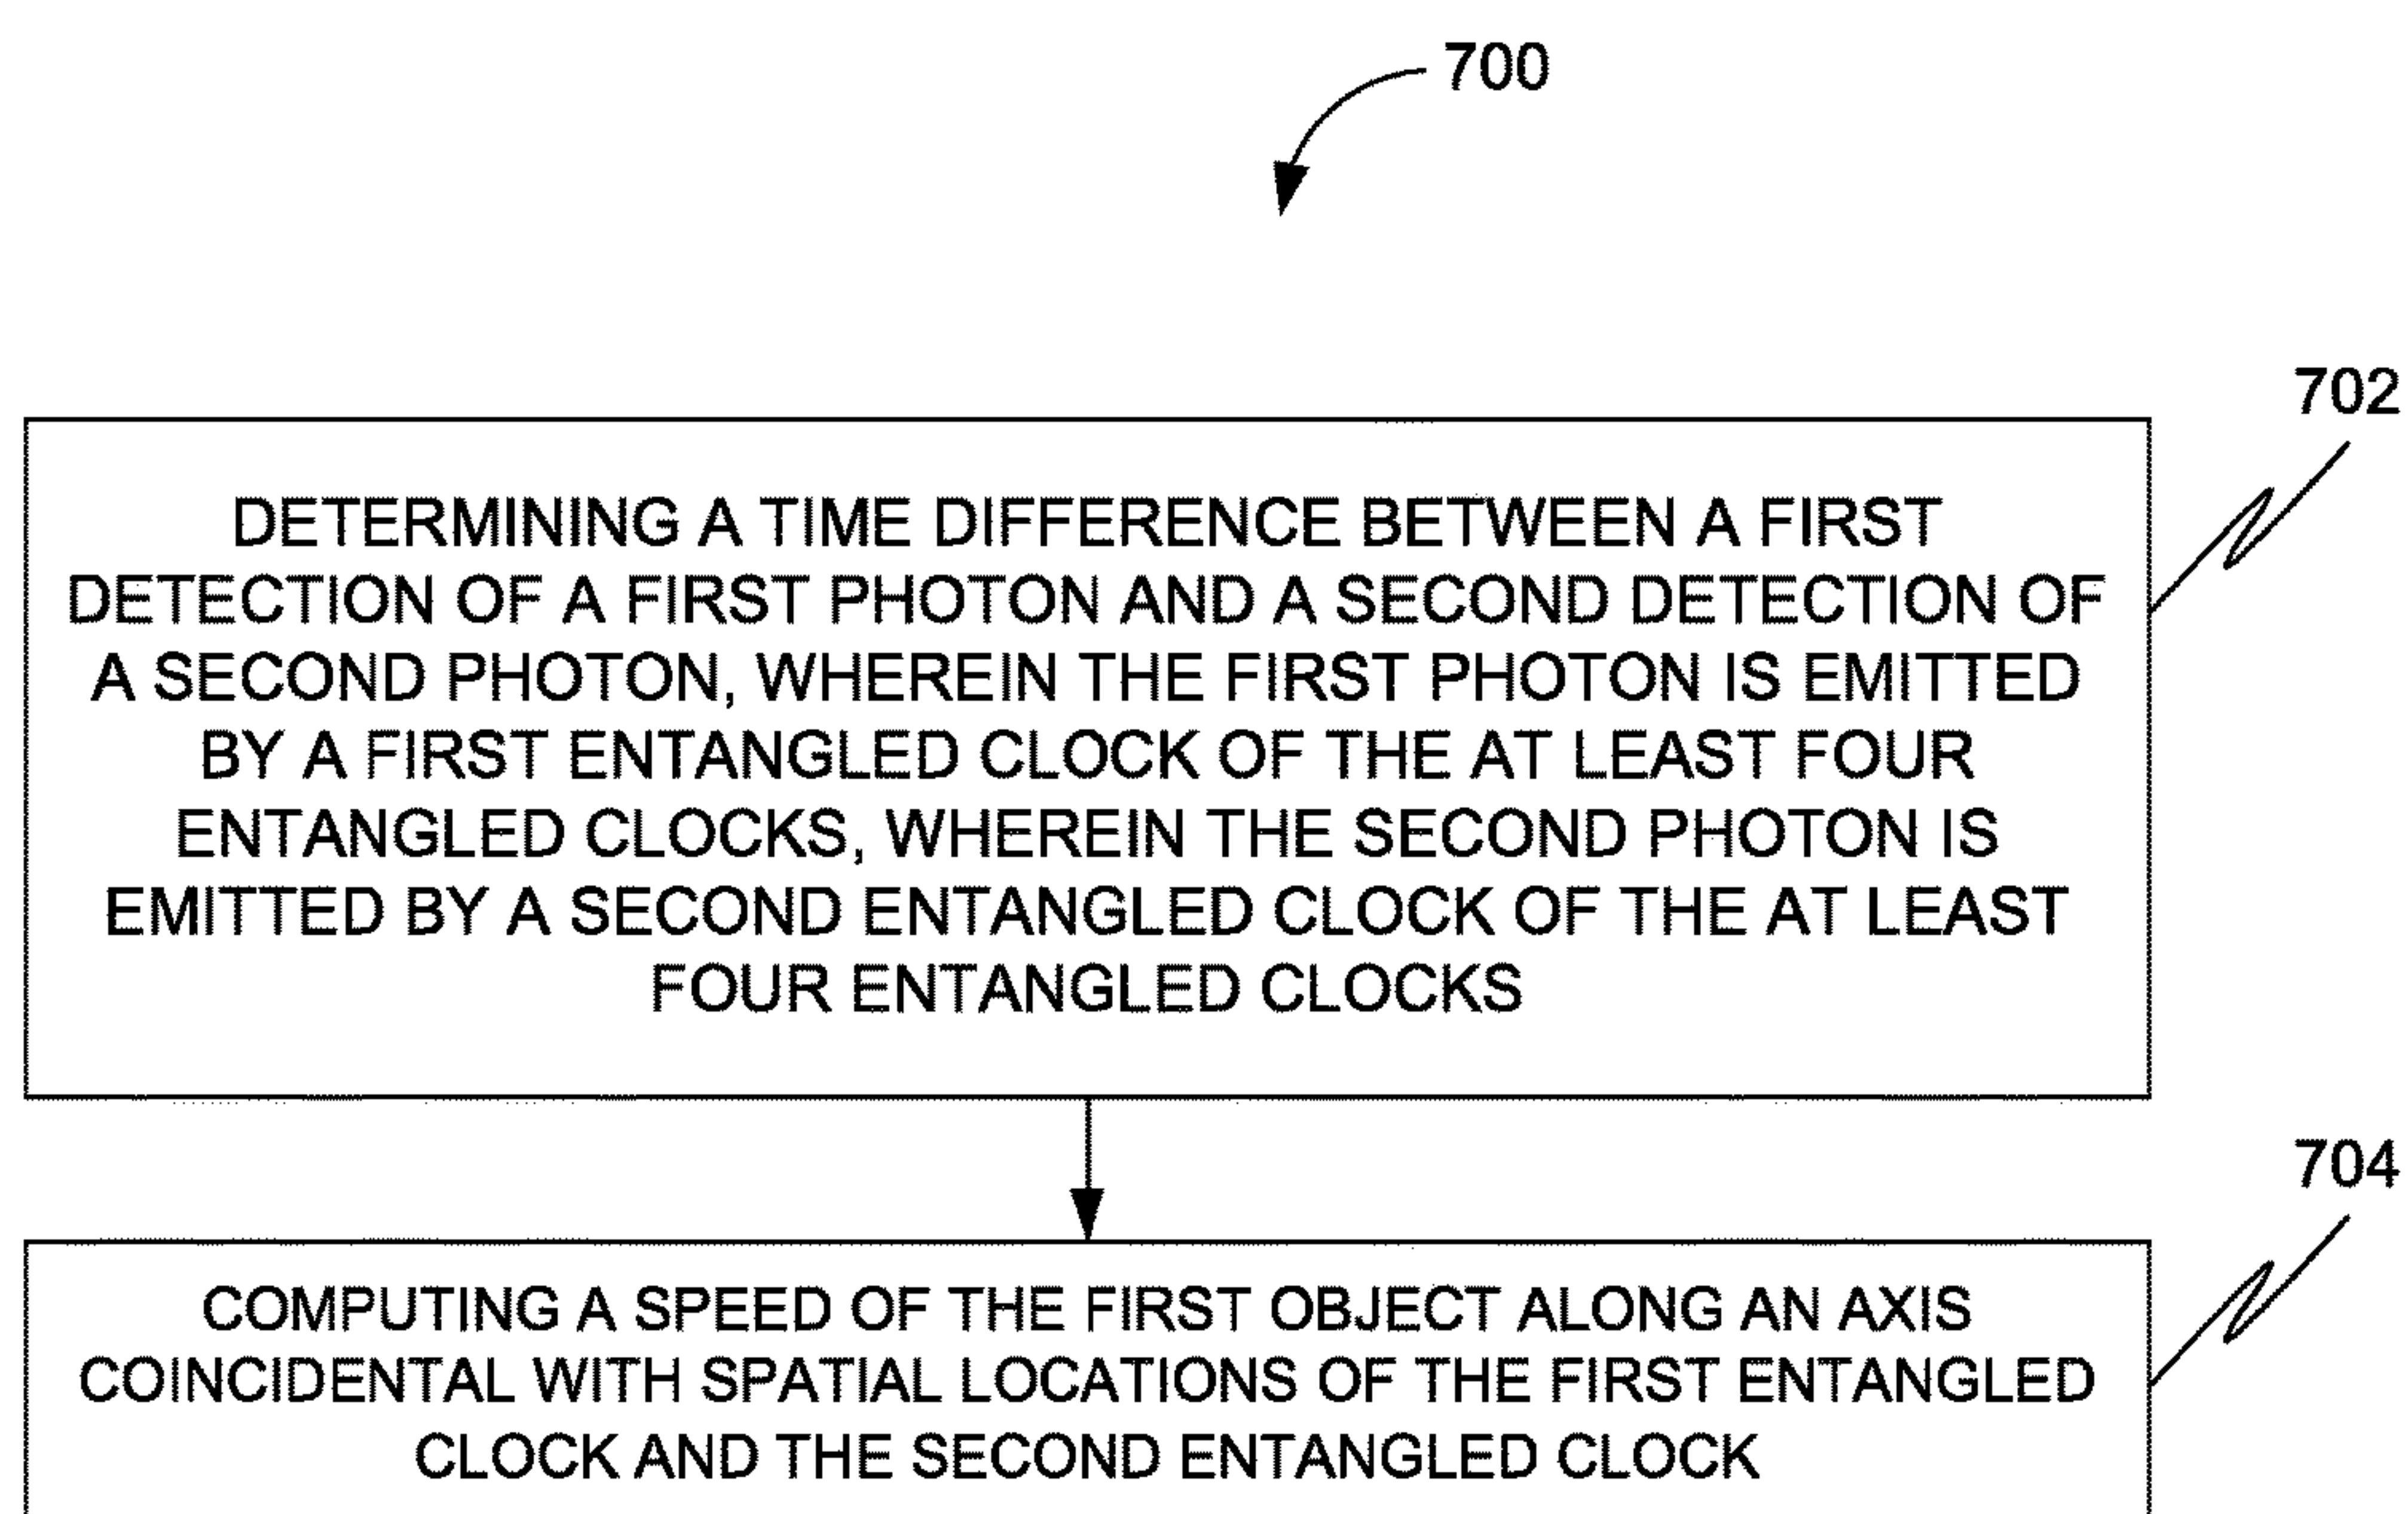 700
702
DETERMINING A TIME DIFFERENCE BETWEEN A FIRST
DETECTION OF A FIRST PHOTON AND A SECOND DETECTION OF
A SECOND PHOTON, WHEREIN THE FIRST PHOTON IS EMITTED
BY A FIRST ENTANGLED CLOCK OF THE AT LEAST FOUR
ENTANGLED CLOCKS, WHEREIN THE SECOND PHOTON IS
EMITTED BY A SECOND ENTANGLED CLOCK OF THE AT LEAST
FOUR ENTANGLED CLOCKS
704
COMPUTING A SPEED OF THE FIRST OBJECT ALONG AN AXIS
COINCIDENTAL WITH SPATIAL LOCATIONS OF THE FIRST ENTANGLED
CLOCK AND THE SECOND ENTANGLED CLOCK